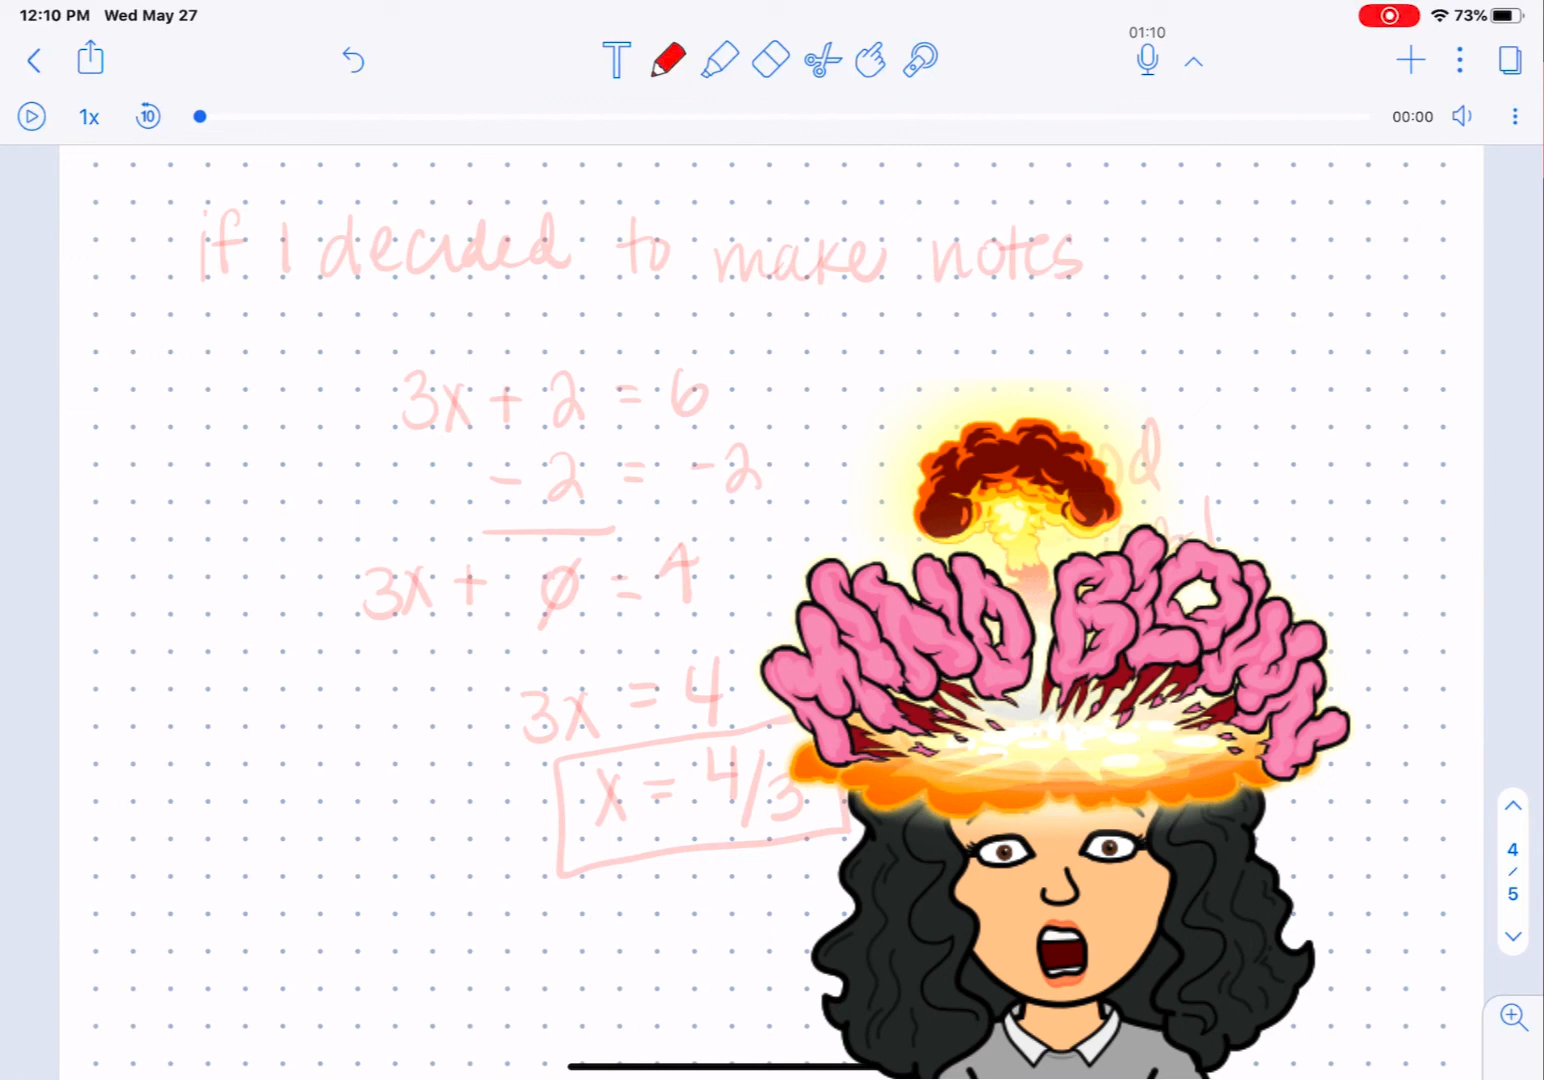 12:10 PM Wed May 27
73%
01:10
1x
10
00:00
if I decided to make notes
3x + 2 = 6
- 2 = -2
3x + 0 = 4
3x = 4
x = 4/3
MIND BLOWN
4
/
5